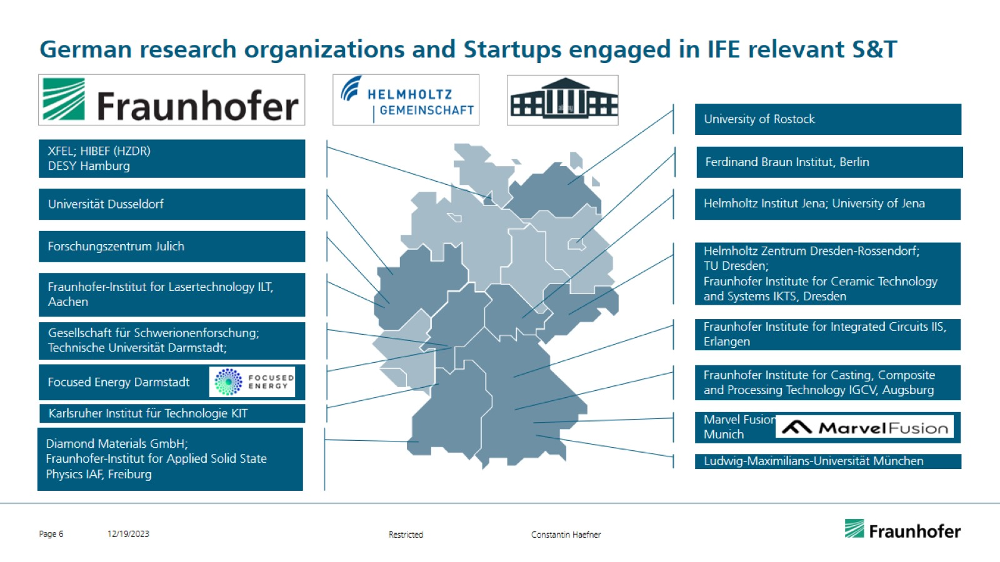 German research organizations and Startups engaged in IFE relevant S&T
Fraunhofer
HELMHOLTZ
GEMEINSCHAFT
XFEL; HIBEF (HZDR)
DESY Hamburg
Universität Dusseldorf
Forschungszentrum Julich
Fraunhofer-Institut for Lasertechnology ILT,
Aachen
Gesellschaft für Schwerionenforschung;
Technische Universität Darmstadt;
Focused Energy Darmstadt
FOCUSED
ENERGY
Karlsruher Institut für Technologie KIT
Diamond Materials GmbH;
Fraunhofer-Institut for Applied Solid State
Physics IAF, Freiburg
University of Rostock
Ferdinand Braun Institut, Berlin
Helmholtz Institut Jena; University of Jena
Helmholtz Zentrum Dresden-Rossendorf;
TU Dresden;
Fraunhofer Institute for Ceramic Technology
and Systems IKTS, Dresden
Fraunhofer Institute for Integrated Circuits IIS,
Erlangen
Fraunhofer Institute for Casting, Composite
and Processing Technology IGCV, Augsburg
Marvel Fusion
Munich
MarvelFusion
Ludwig-Maximilians-Universität München
Page 6
12/19/2023
Restricted
Constantin Haefner
Fraunhofer